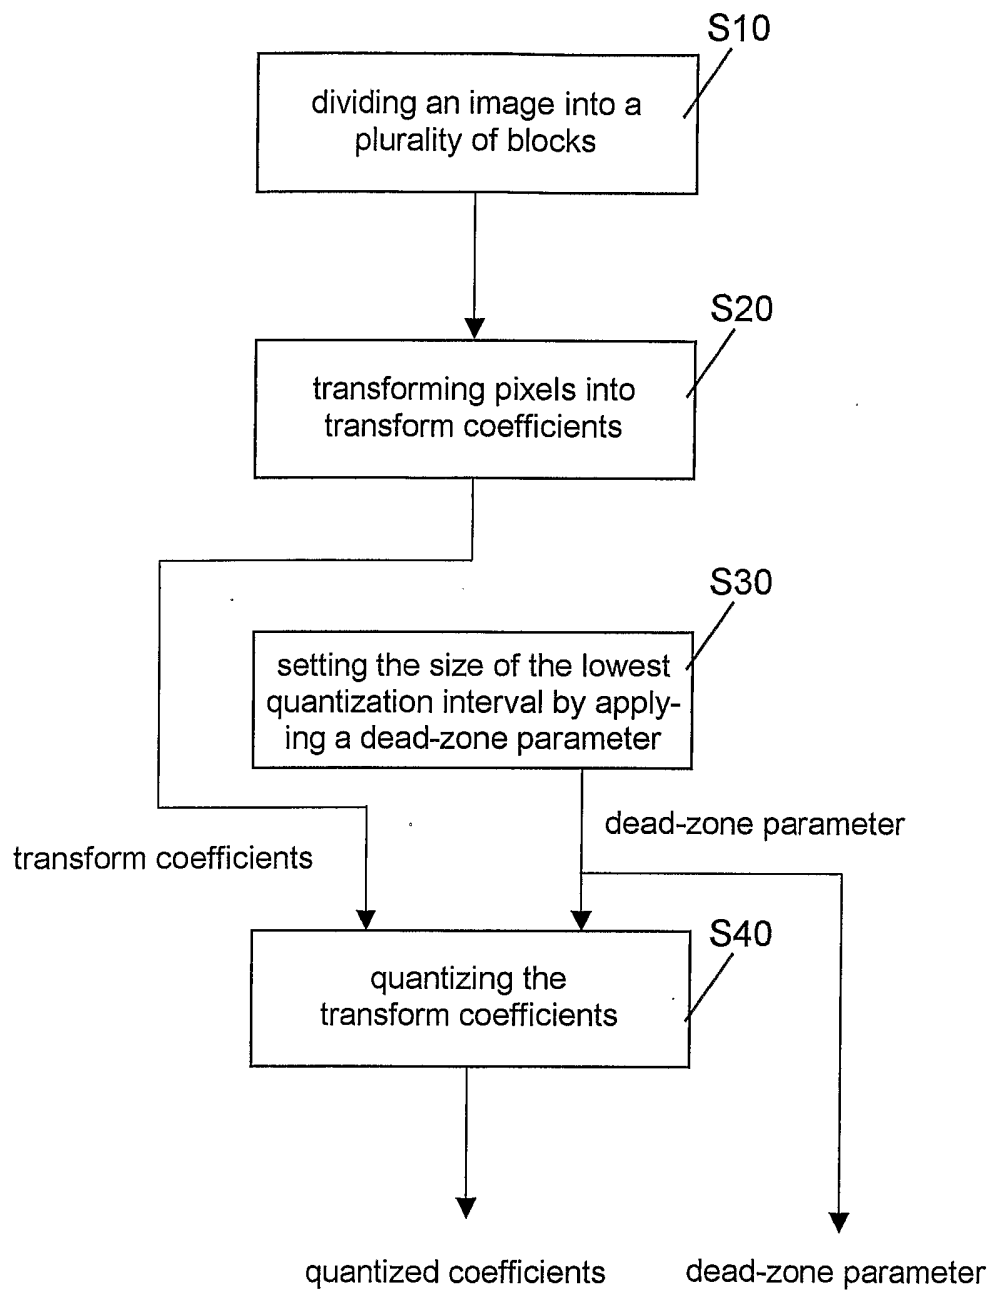 S10
dividing an image into a
plurality of blocks
S20
transforming pixels into
transform coefficients
S30
setting the size of the lowest
quantization interval by apply-
ing a dead-zone parameter
dead-zone parameter
transform coefficients
S40
quantizing the
transform coefficients
quantized coefficients
dead-zone parameter